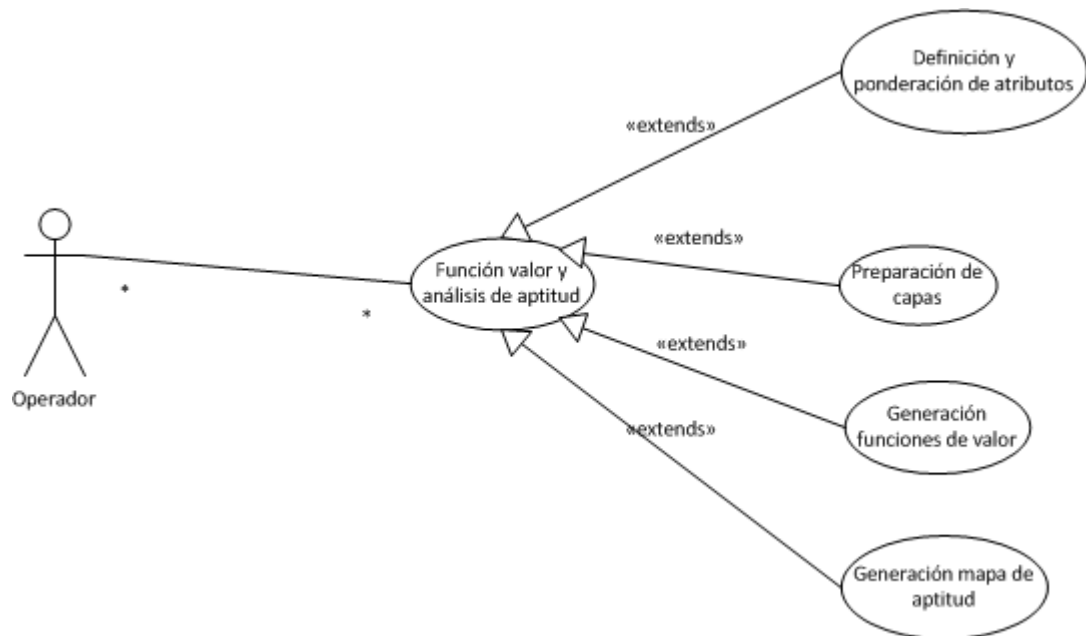 Definición y
ponderación de atributos
«extends»
«extends»
Función valor y
análisis de aptitud
Preparación de
capas
*
*
«extends»
Operador
Generación
funciones de valor
«extends»
Generación mapa de
aptitud